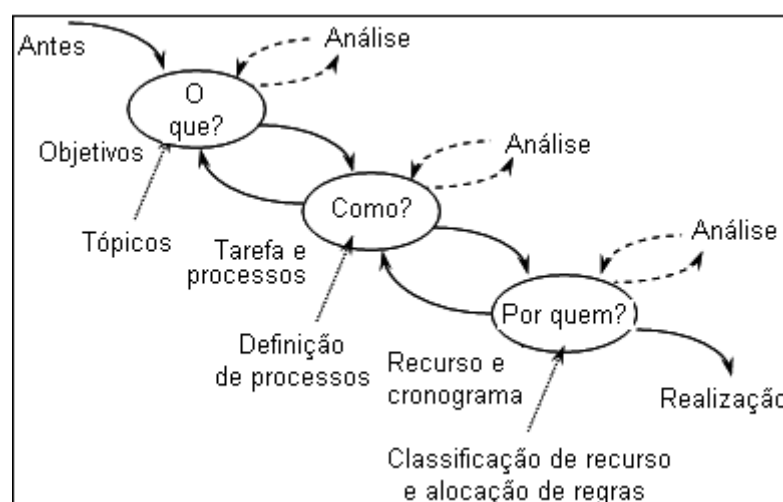 Antes
Análise
O
que?
Objetivos
Análise
Como?
Tópicos
Tarefa e
processos
Análise
Por quem?
Definição
de processos
Recurso e
cronograma
Realização
Classificação de recurso
e alocação de regras